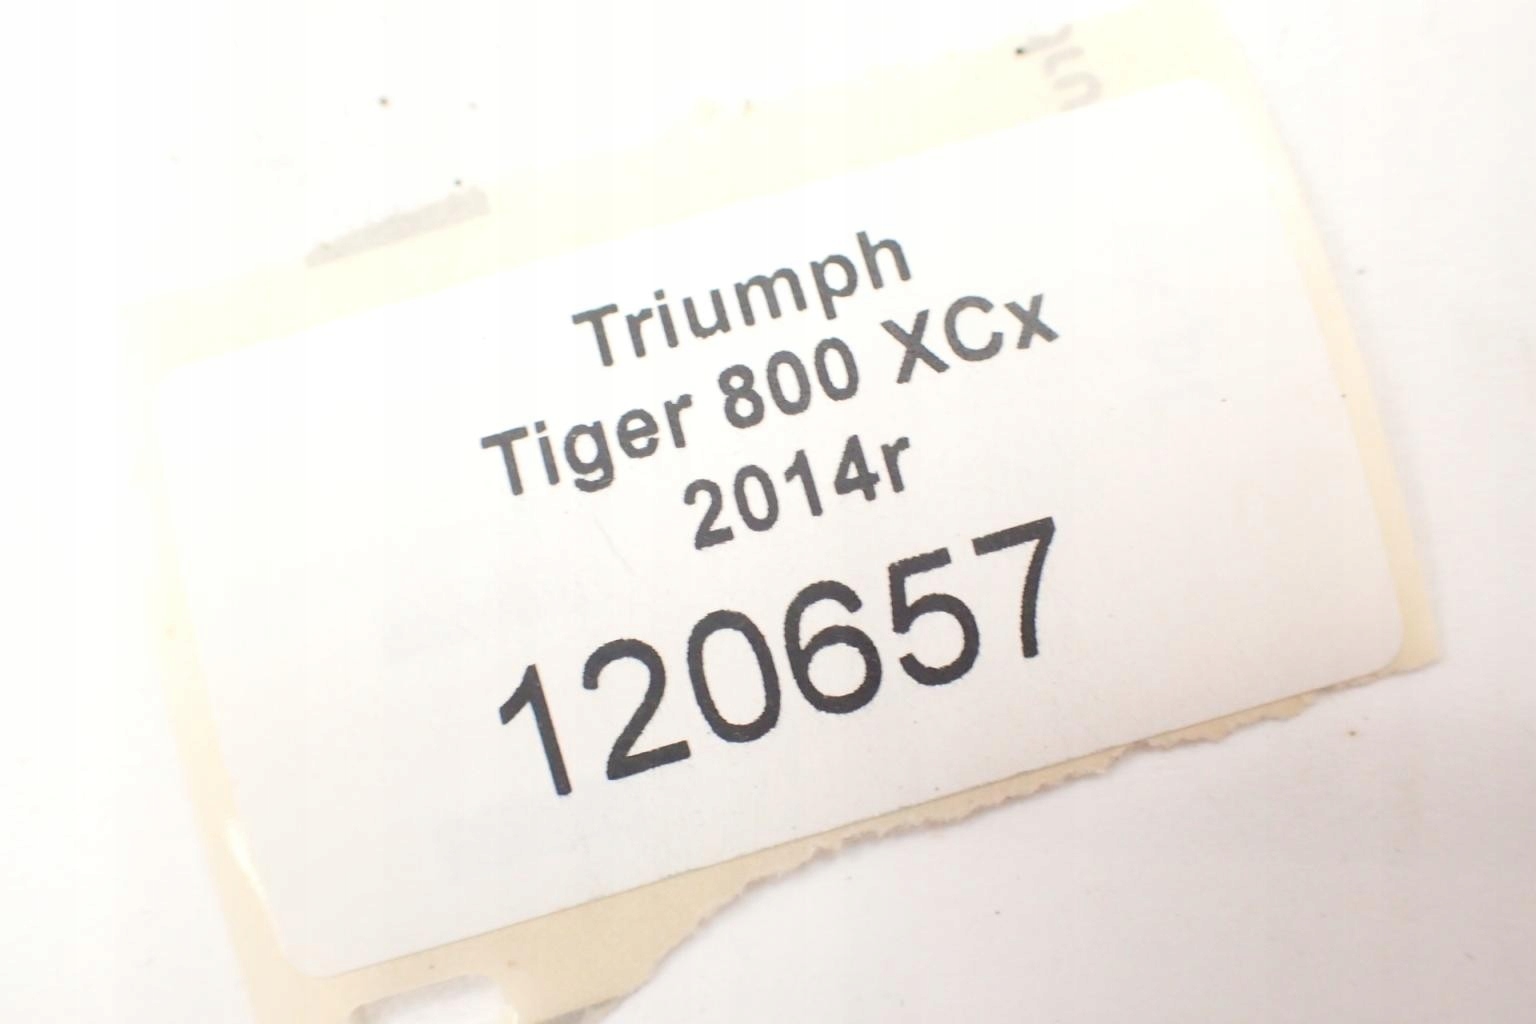 Triumph
Tiger 800 XCx
2014r
120657